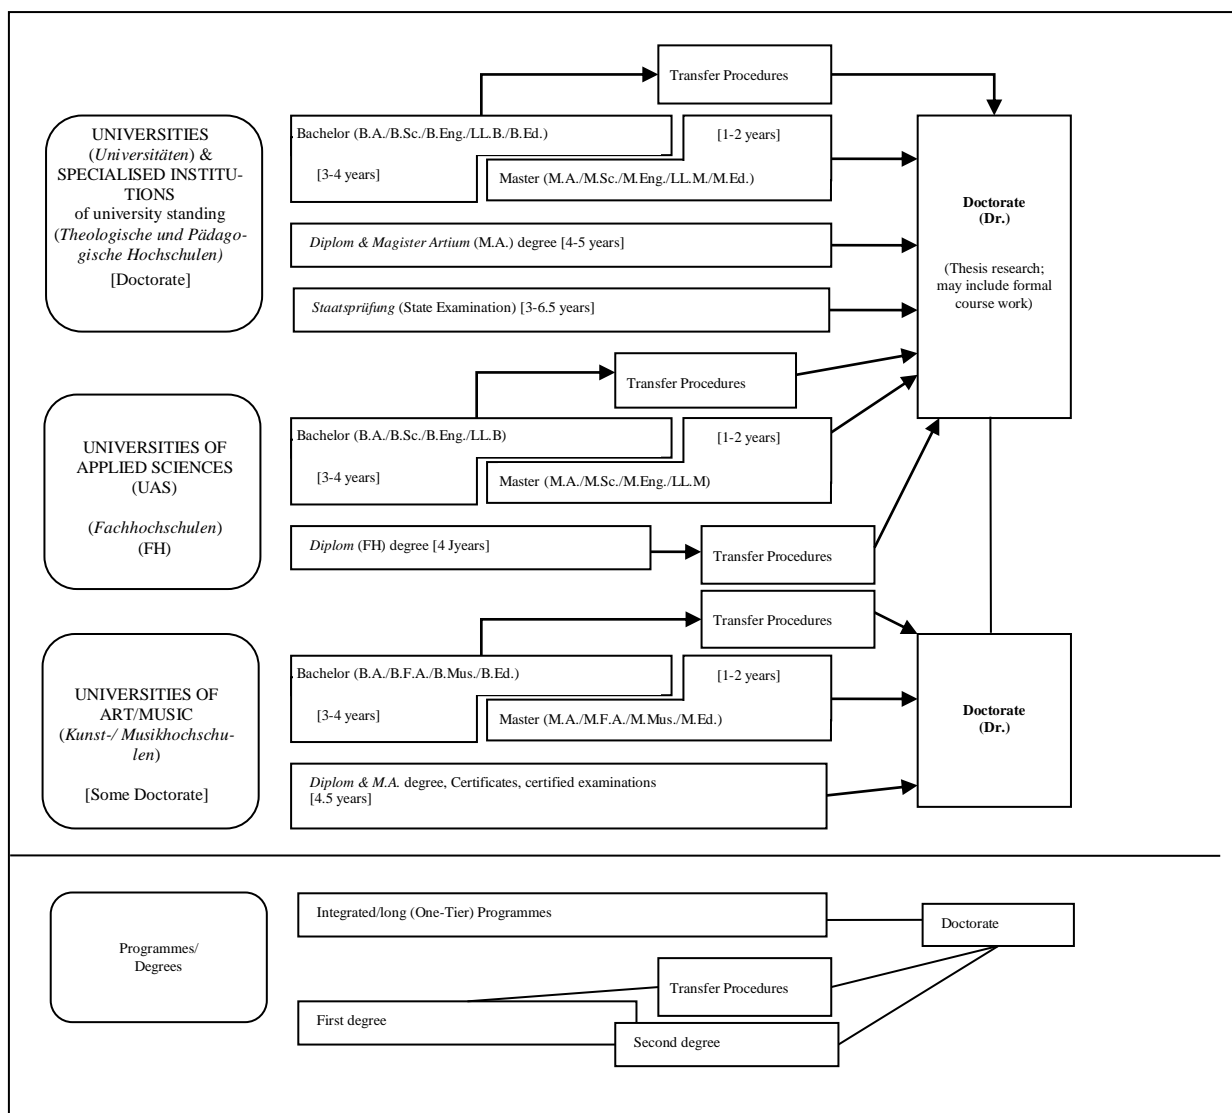 Transfer Procedures
UNIVERSITIES
(Universitäten) &
SPECIALISED INSTITU-
TIONS
of university standing
(Theologische und Pädago-
gische Hochschulen)
[Doctorate]
Bachelor (B.A./B.Sc./B.Eng./LL.B./B.Ed.)
[1-2 years]
[3-4 years]
Master (M.A./M.Sc./M.Eng./LL.M./M.Ed.)
Diplom & Magister Artium (M.A.) degree [4-5 years]
Staatsprüfung (State Examination) [3-6.5 years]
Doctorate
(Dr.)
(Thesis research;
may include formal
course work)
Transfer Procedures
UNIVERSITIES OF
APPLIED SCIENCES
(UAS)
(Fachhochschulen)
(FH)
Bachelor (B.A./B.Sc./B.Eng./LL.B)
[1-2 years]
[3-4 years]
Master (M.A./M.Sc./M.Eng./LL.M)
Diplom (FH) degree [4 Jyears]
Transfer Procedures
Transfer Procedures
UNIVERSITIES OF
ART/MUSIC
(Kunst-/ Musikhochschu-
len)
[Some Doctorate]
Bachelor (B.A./B.F.A./B.Mus./B.Ed.)
[1-2 years]
[3-4 years]
Master (M.A./M.F.A./M.Mus./M.Ed.)
Diplom & M.A. degree, Certificates, certified examinations
[4.5 years]
Doctorate
(Dr.)
Programmes/
Degrees
Integrated/long (One-Tier) Programmes
Doctorate
Transfer Procedures
First degree
Second degree